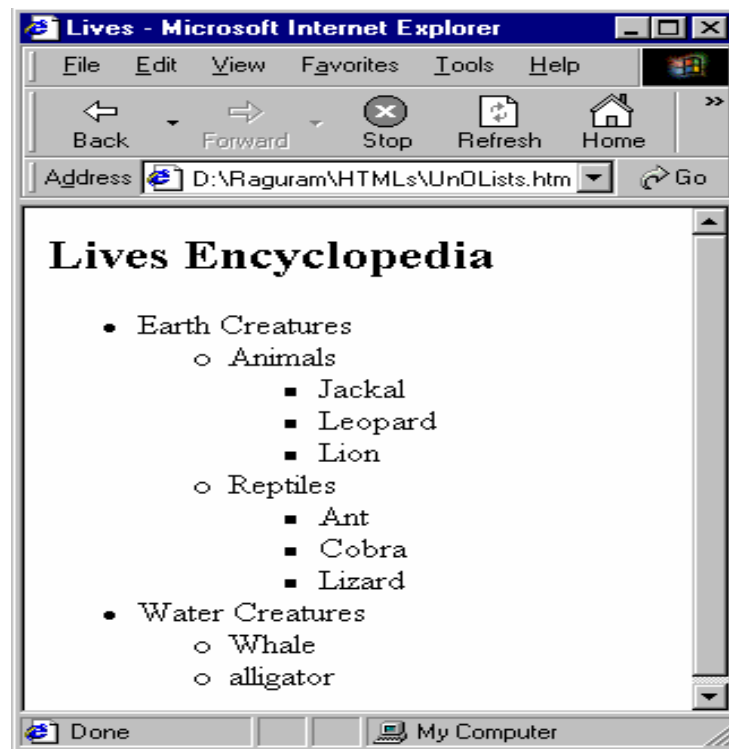 Lives - Microsoft Internet Explorer
File Edit View Favorites Tools Help
Back Forward Stop Refresh Home »
Address D:\Raguram\HTMLs\UnOLists.htm Go
Lives Encyclopedia
Earth Creatures
Animals
Jackal
Leopard
Lion
Reptiles
Ant
Cobra
Lizard
Water Creatures
Whale
alligator
Done My Computer